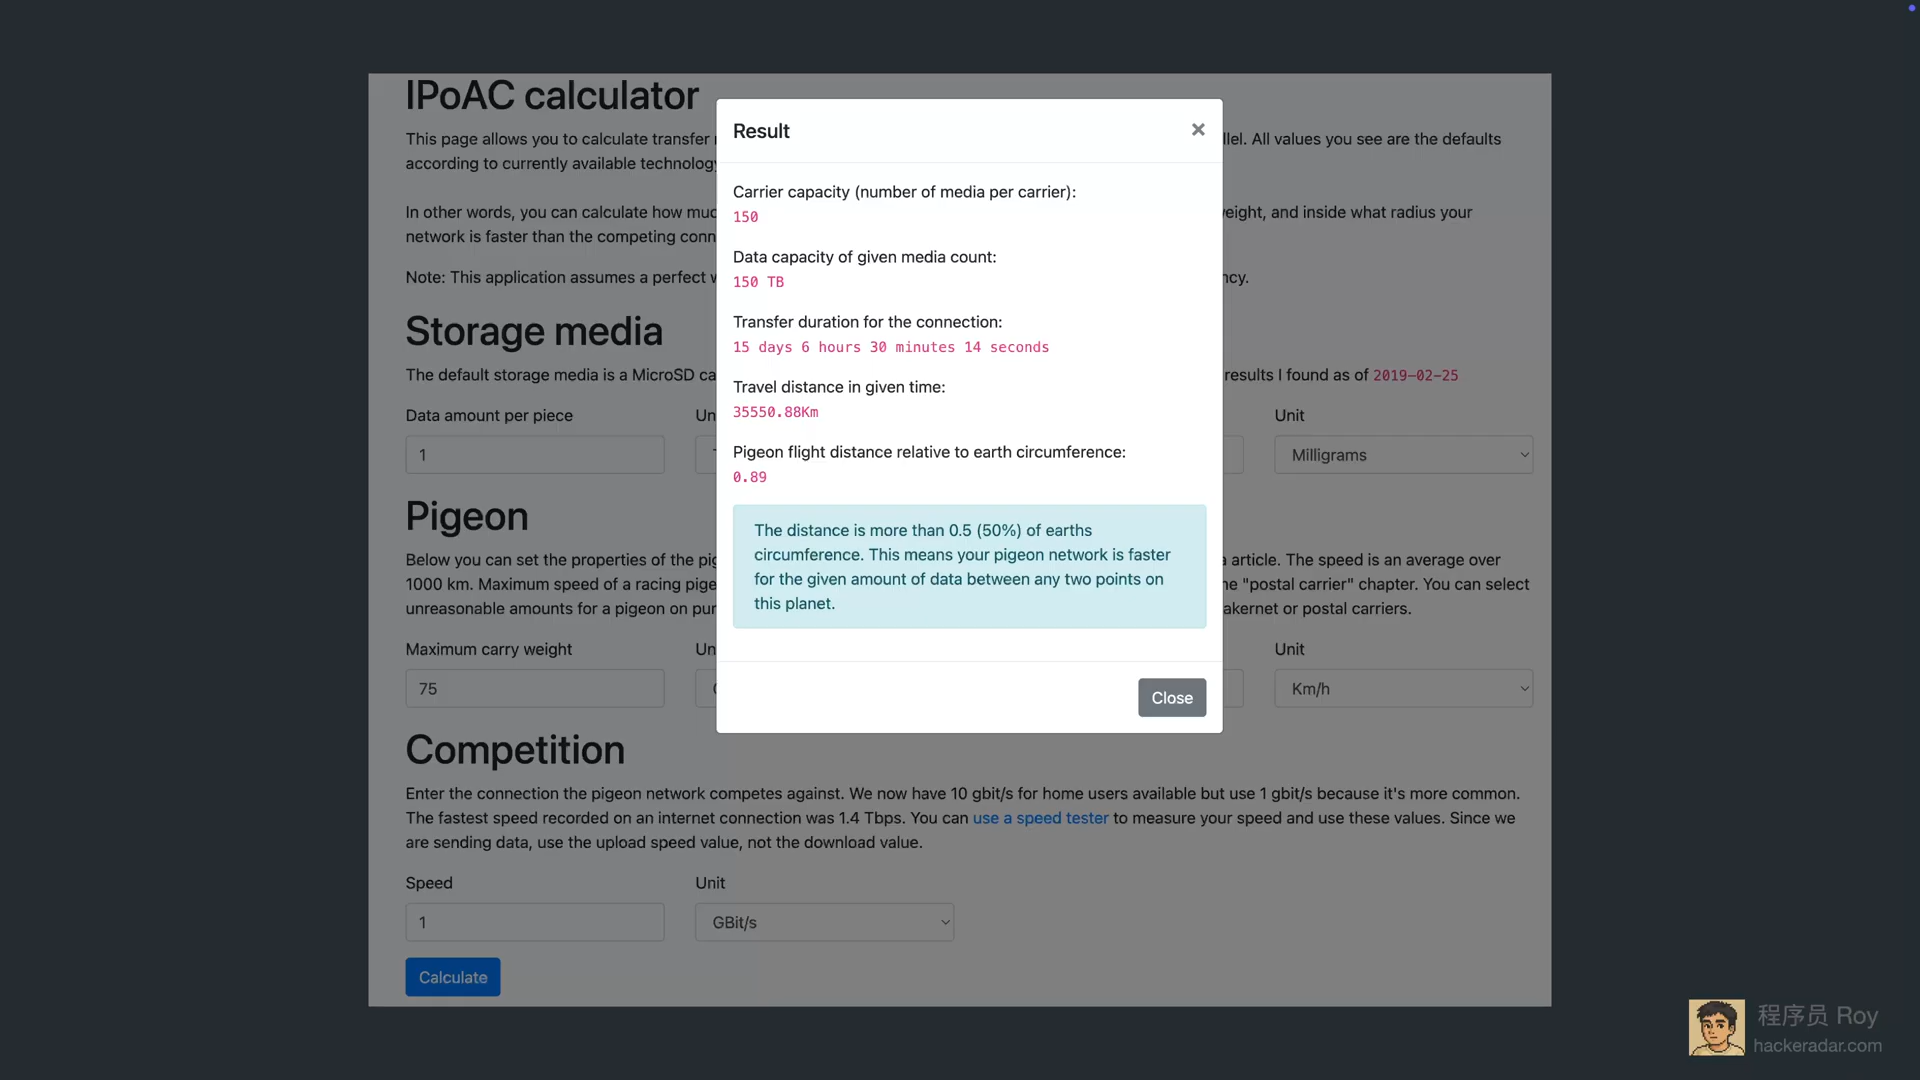 IPoAC calculator
This page allows you to calculate transfer
llel. All values you see are the defaults
according to currently available technology
In other words, you can calculate how muc
eight, and inside what radius your
network is faster than the competing conn
Note: This application assumes a perfect w
ncy.
Storage media
The default storage media is a MicroSD ca
results I found as of 2019-02-25
Data amount per piece
Un
Unit
1
Milligrams
Pigeon
Below you can set the properties of the pig
a article. The speed is an average over
1000 km. Maximum speed of a racing pige
he "postal carrier" chapter. You can select
unreasonable amounts for a pigeon on pur
akernet or postal carriers.
Maximum carry weight
Un
Unit
75
Km/h
Competition
Enter the connection the pigeon network competes against. We now have 10 gbit/s for home users available but use 1 gbit/s because it's more common.
The fastest speed recorded on an internet connection was 1.4 Tbps. You can use a speed tester to measure your speed and use these values. Since we
are sending data, use the upload speed value, not the download value.
Speed
Unit
1
GBit/s
Calculate
Result
×
Carrier capacity (number of media per carrier):
150
Data capacity of given media count:
150 TB
Transfer duration for the connection:
15 days 6 hours 30 minutes 14 seconds
Travel distance in given time:
35550.88Km
Pigeon flight distance relative to earth circumference:
0.89
The distance is more than 0.5 (50%) of earths
circumference. This means your pigeon network is faster
for the given amount of data between any two points on
this planet.
Close
程序员 Roy
hackeradar.com